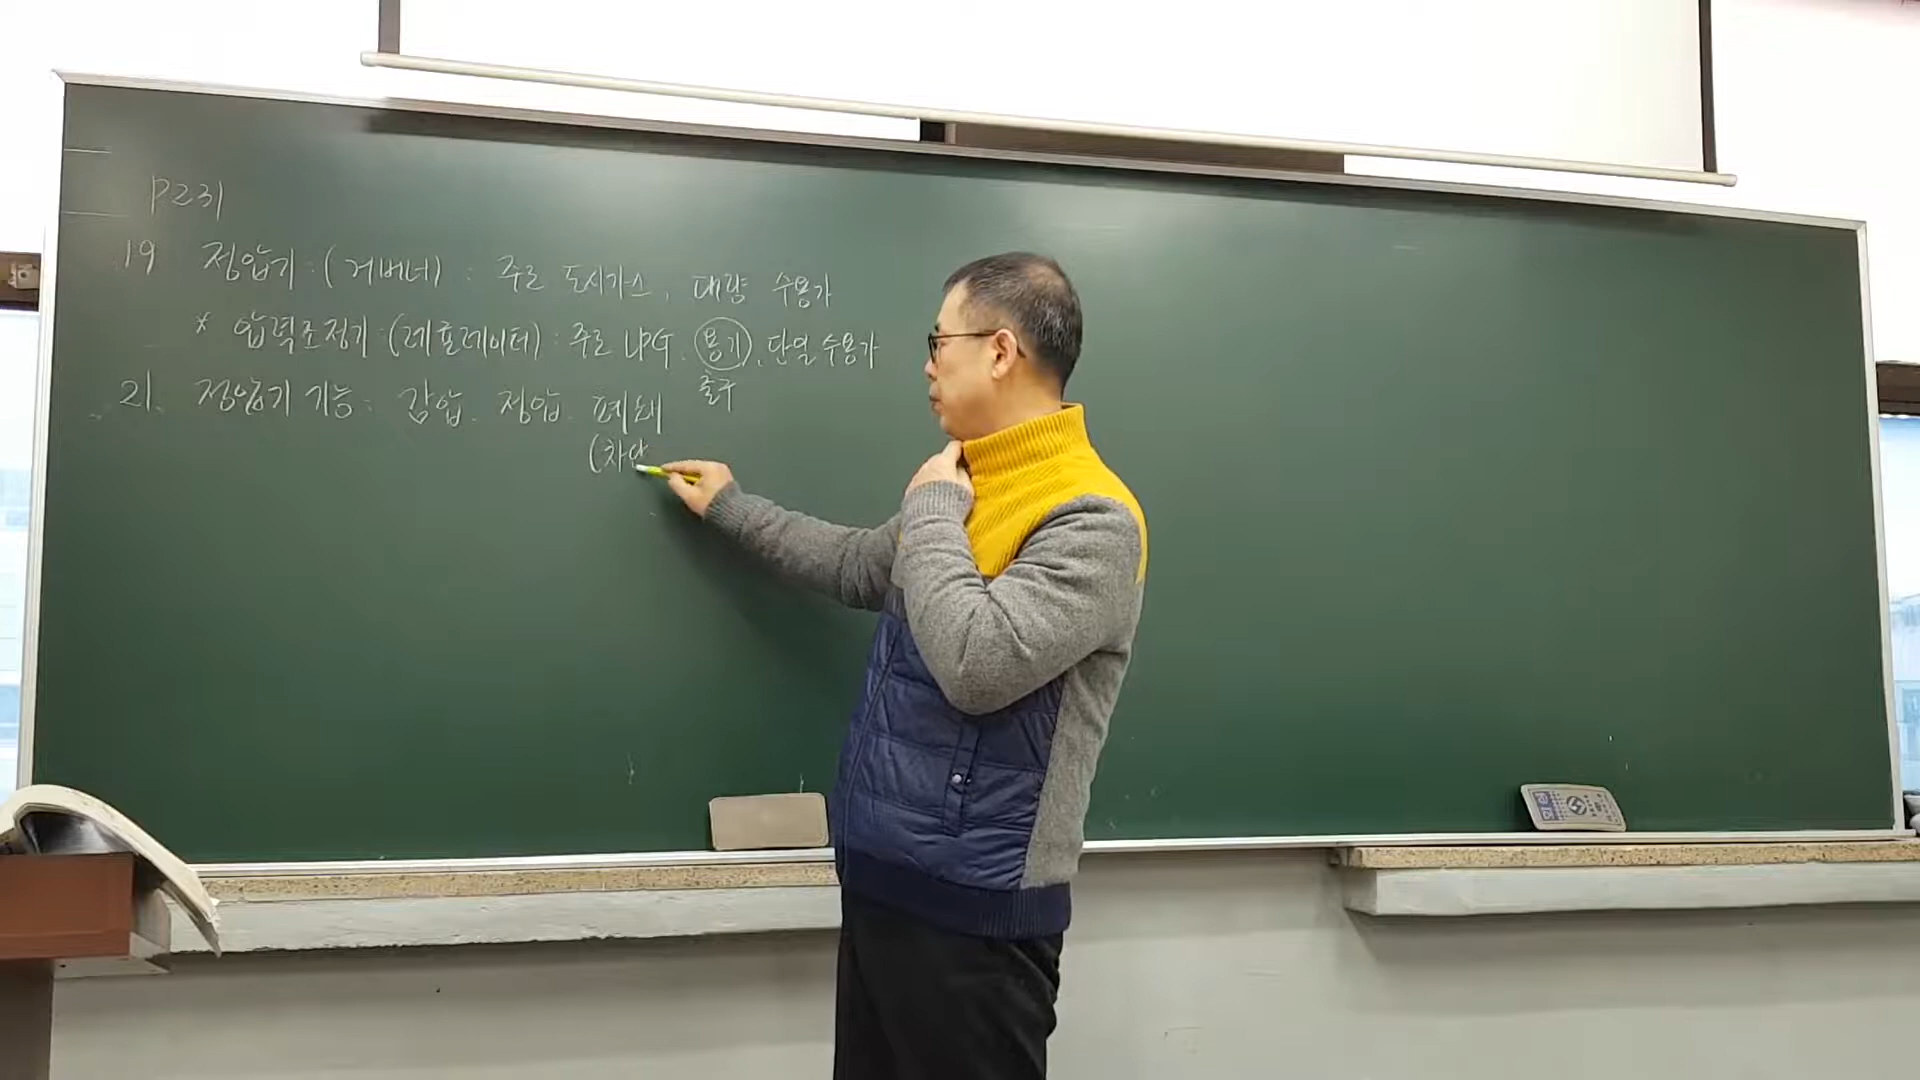 P231
19 정압기 : (거버너) : 주로 도시가스, 대량 수용가
* 압력조정기 : (레귤레이터) : 주로 LPG, 용기, 단일 수용가
출구
21. 정압기 기능 : 감압. 정압. 폐쇄
(차단